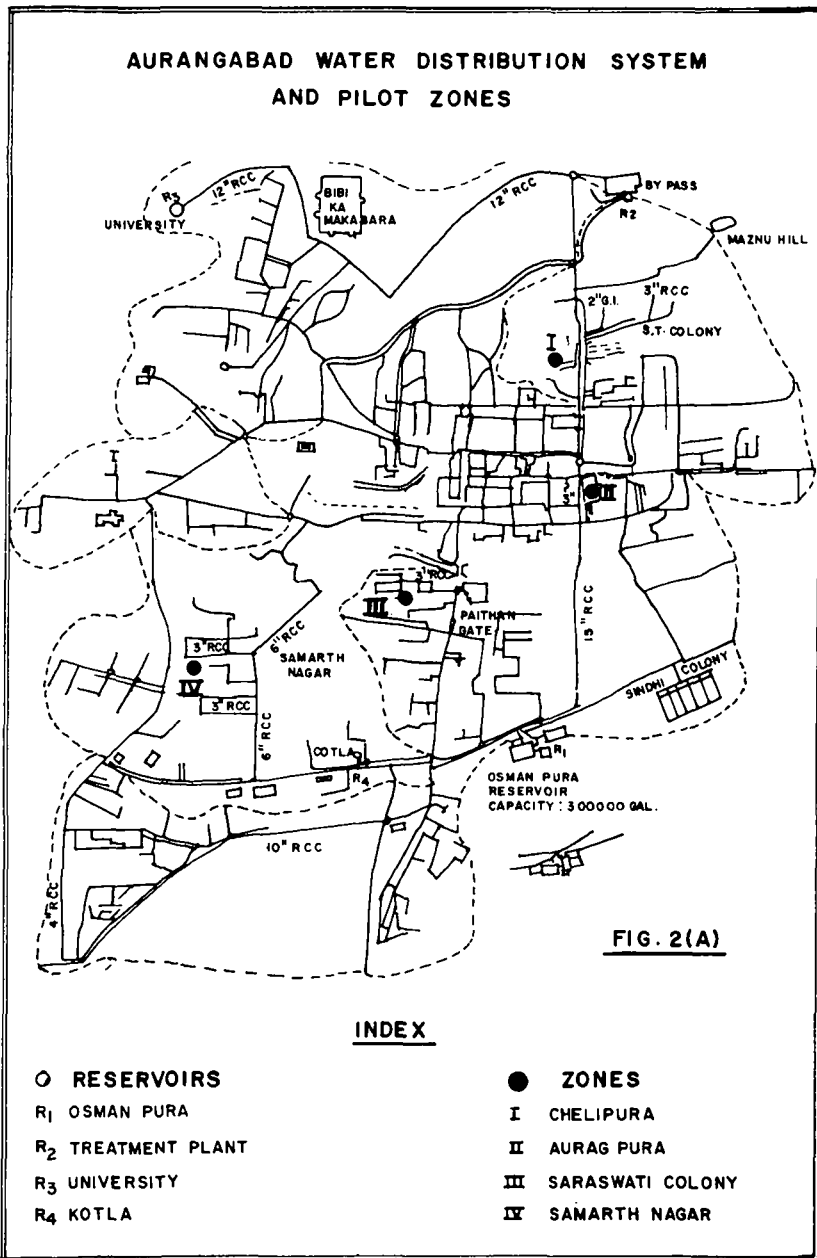 AURANGABAD WATER DISTRIBUTION SYSTEM
AND PILOT ZONES
R3
12" RCC
UNIVERSITY
BIBI
KA
MAKABARA
12" RCC
BY PASS
R2
MAZNU HILL
2" G.I.
3" RCC
S.T. COLONY
I
I
II
3" RCC
III
PAITHAN
GATE
15" RCC
3" RCC
IV
3" RCC
6" RCC
SAMARTH
NAGAR
6" RCC
COTLA
R4
SINDHI COLONY
R1
OSMAN PURA
RESERVOIR
CAPACITY : 300000 GAL.
10" RCC
4" RCC
FIG. 2(A)
INDEX
RESERVOIRS
R1 OSMAN PURA
R2 TREATMENT PLANT
R3 UNIVERSITY
R4 KOTLA
ZONES
I CHELIPURA
II AURAG PURA
III SARASWATI COLONY
IV SAMARTH NAGAR